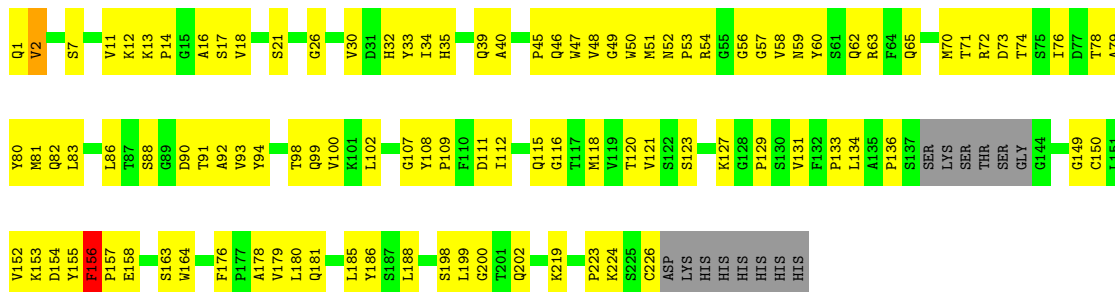 Q1 V2 S7 V11 K12 K13 P14 G15 A16 S17 V18 S21 G26 V30 D31 H32 Y33 I34 H35 Q39 A40 P45 Q46 W47 V48 G49 W50 M51 N52 P53 R54 G55 G56 G57 V58 N59 Y60 S61 Q62 R63 F64 Q65 M70 T71 R72 D73 T74 S75 I76 D77 T78 A79
Y80 M81 Q82 L83 L86 T87 S88 G89 D90 T91 A92 V93 Y94 T98 Q99 V100 K101 L102 G107 Y108 P109 F110 D111 I112 Q115 G116 T117 M118 V119 T120 V121 S122 S123 K127 G128 P129 S130 V131 F132 P133 L134 A135 P136 S137 SER LYS SER THR SER GLY G144 G149 C150 L151
V152 K153 D154 Y155 F156 P157 E158 S163 W164 F176 P177 A178 V179 L180 Q181 L185 Y186 S187 L188 S198 L199 G200 T201 Q202 K219 P223 K224 S225 C226 ASP LYS HIS HIS HIS HIS HIS HIS